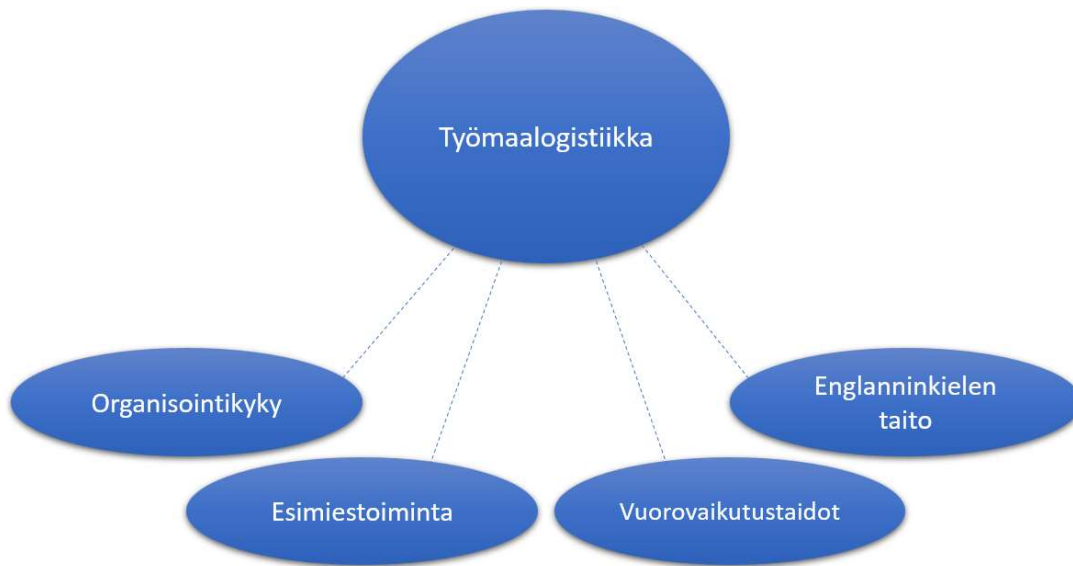 Työmaalogistiikka
Organisointikyky
Englanninkielen
taito
Esimiestoiminta
Vuorovaikutustaidot